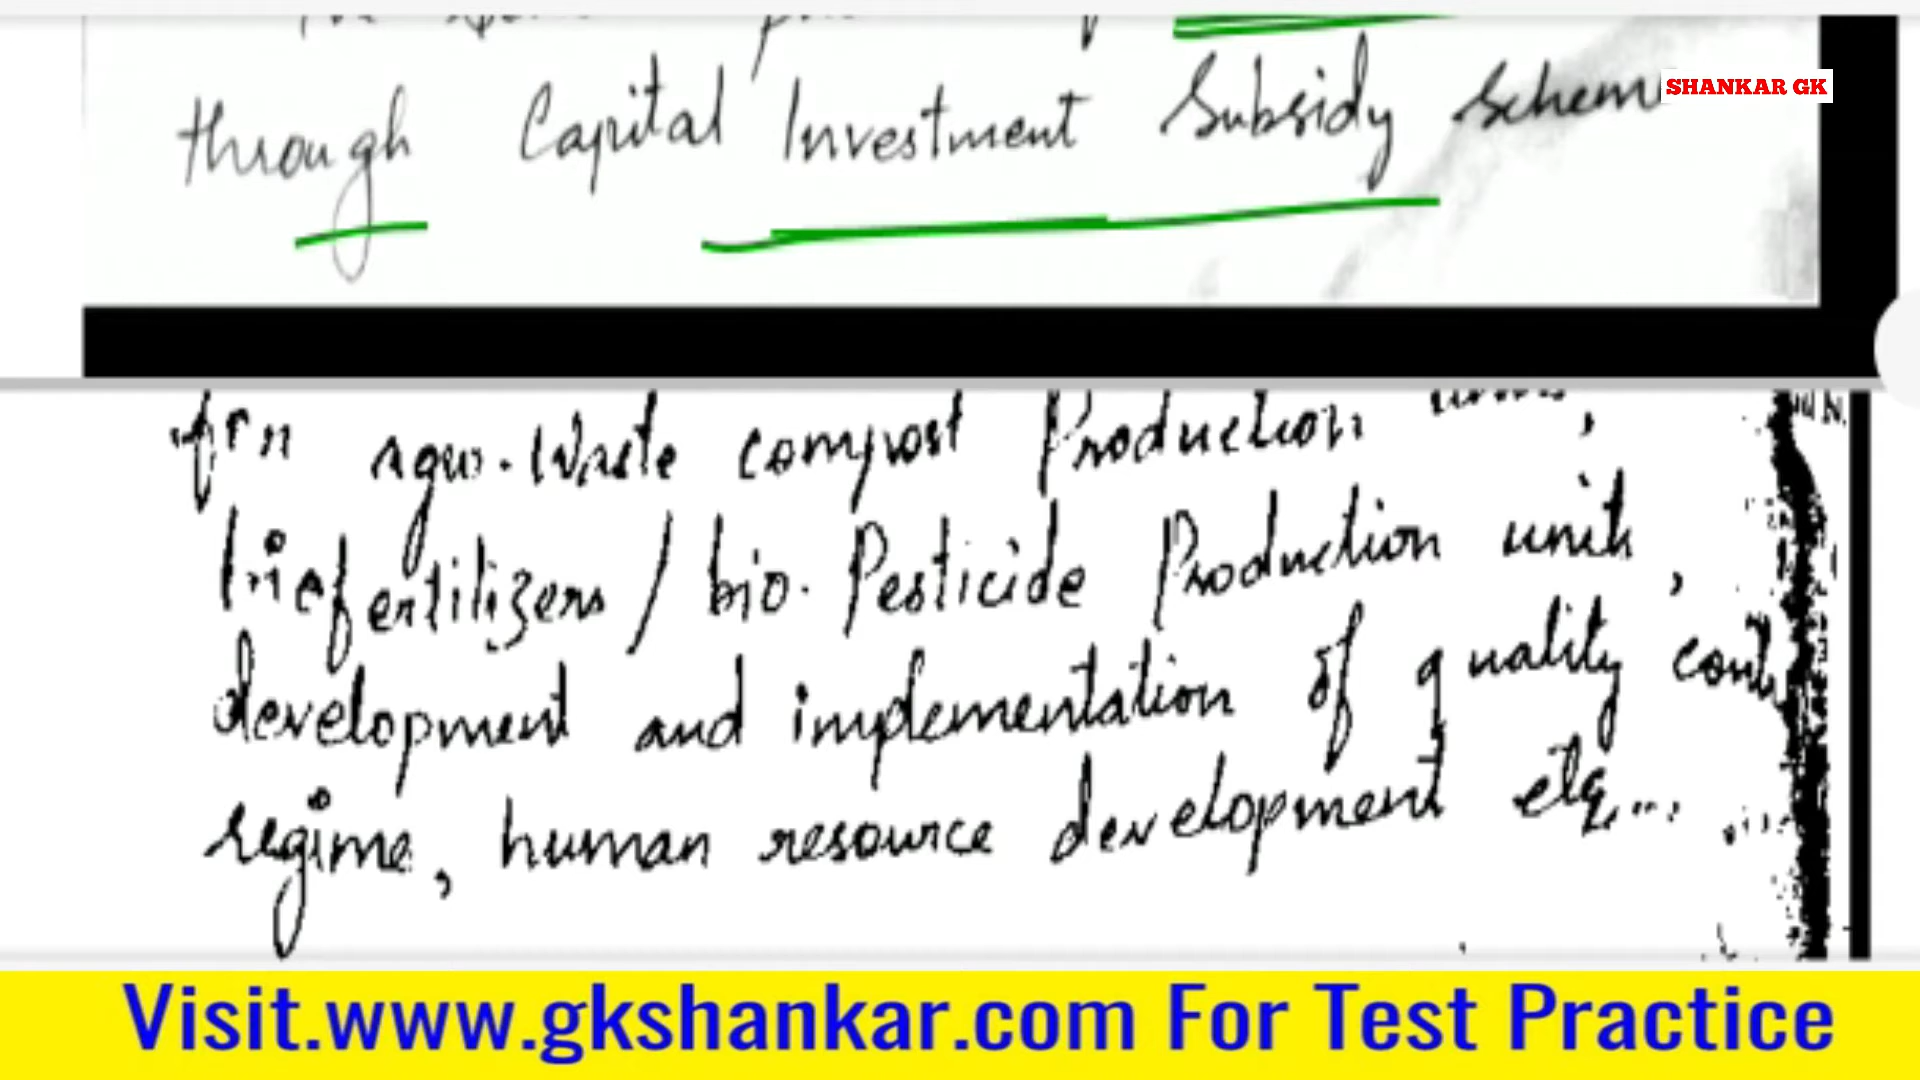 through Capital Investment Subsidy Schem
SHANKAR GK
agro-Waste compost Production
biofertilizers / bio-Pesticide Production unit,
development and implementation of quality cont
regime, human resource development etc...
Visit.www.gkshankar.com For Test Practice